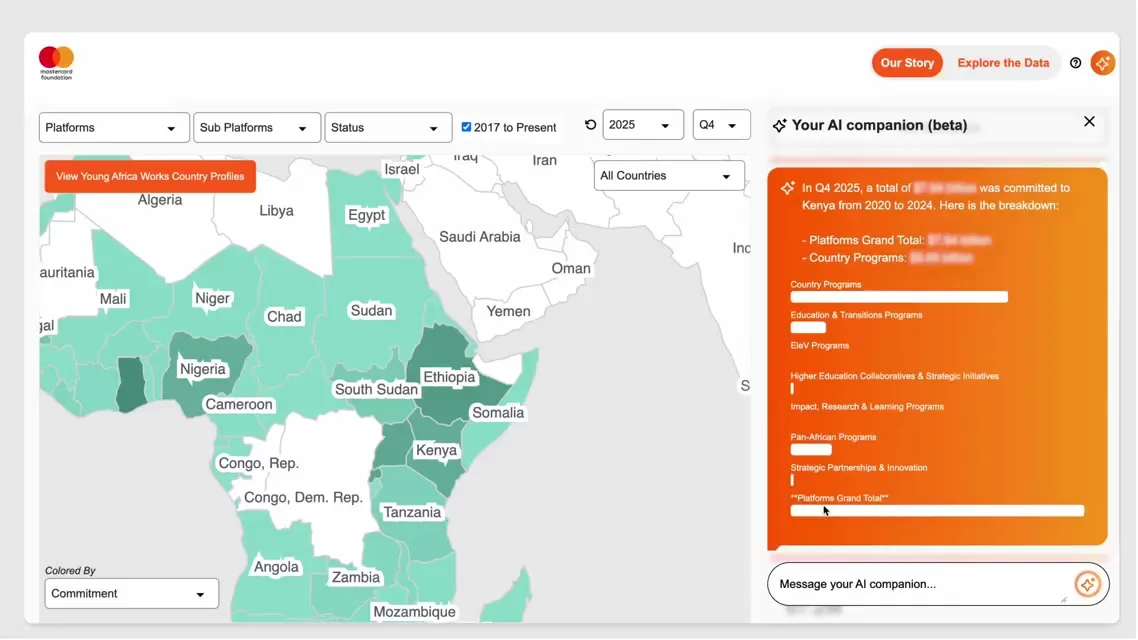 mastercard
foundation
Our Story
Explore the Data
Platforms
Sub Platforms
Status
2017 to Present
2025
Q4
Your AI companion (beta)
View Young Africa Works Country Profiles
All Countries
Israel
Iraq
Iran
Algeria
Libya
Egypt
Saudi Arabia
Ind
Oman
auritania
Mali
Niger
Chad
Sudan
Yemen
gal
Nigeria
South Sudan
Ethiopia
S
Cameroon
Somalia
Kenya
Congo, Rep.
Congo, Dem. Rep.
Tanzania
Angola
Zambia
Mozambique
Colored By
Commitment
In Q4 2025, a total of was committed to
Kenya from 2020 to 2024. Here is the breakdown:
- Platforms Grand Total:
- Country Programs:
Country Programs
Education & Transitions Programs
EleV Programs
Higher Education Collaboratives & Strategic Initiatives
Impact, Research & Learning Programs
Pan-African Programs
Strategic Partnerships & Innovation
**Platforms Grand Total**
Message your AI companion...